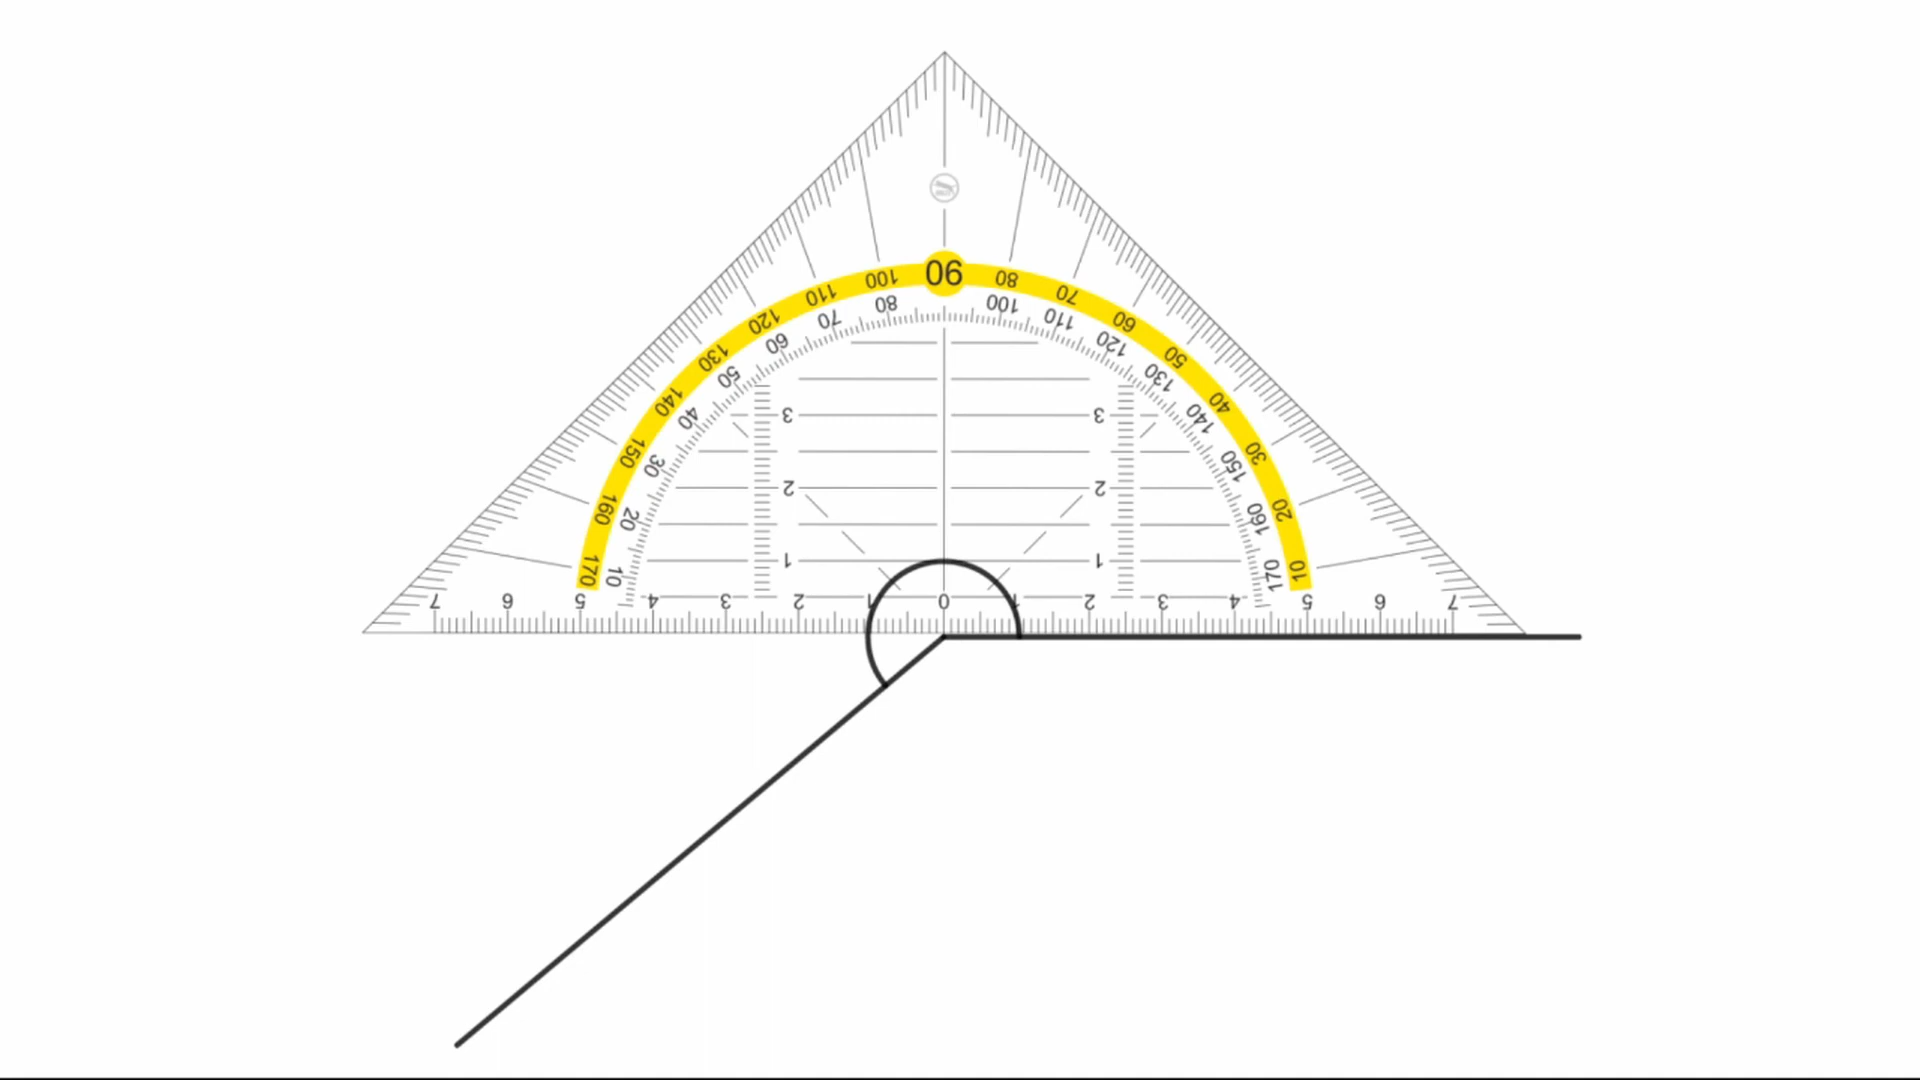 90
100 80
110 80 100 70
120 70 110 60
130 60 120 50
140 50 130 40
150 40 3 3 140 30
160 30 2 2 150 20
170 20 1 1 160 10
10 170
7 6 5 4 3 2 1 0 1 2 3 4 5 6 7